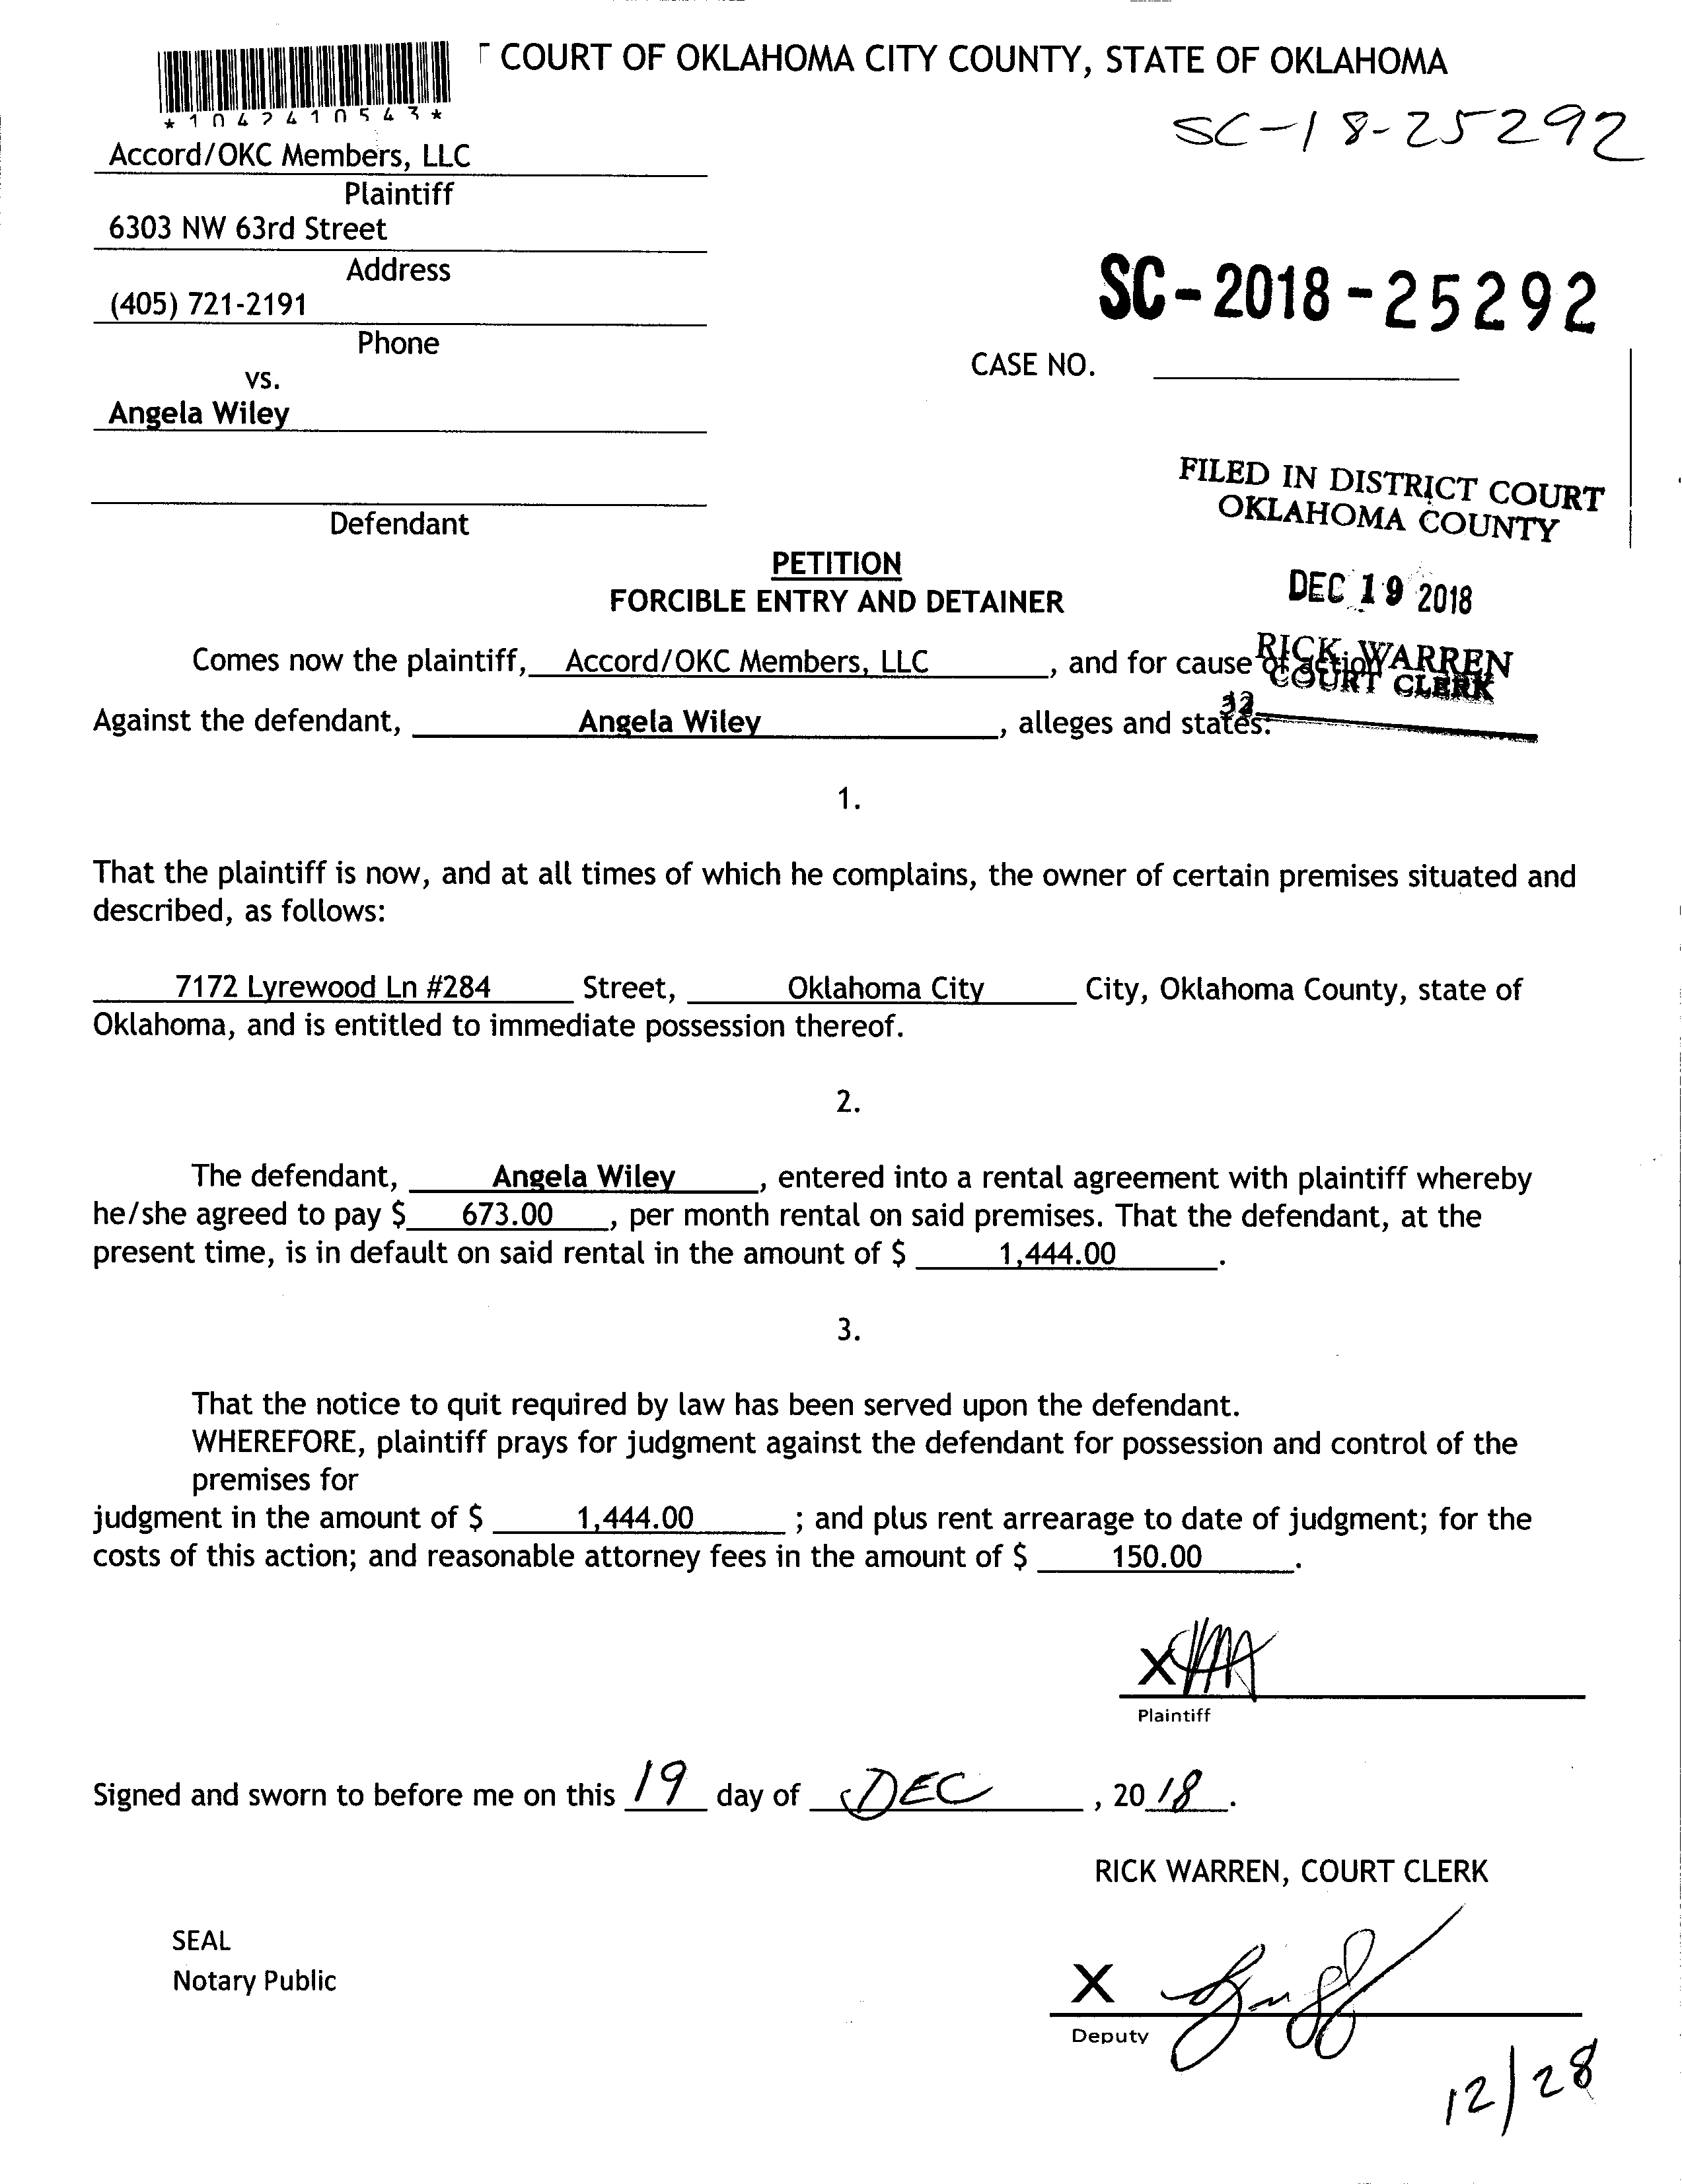 COURT OF OKLAHOMA CITY COUNTY, STATE OF OKLAHOMA
*1042410543*
SC-18-25292
Accord/OKC Members, LLC
Plaintiff
6303 NW 63rd Street
Address
(405) 721-2191
Phone
SC-2018-25292
CASE NO.
vs.
Angela Wiley
Defendant
FILED IN DISTRICT COURT
OKLAHOMA COUNTY
DEC 19 2018
RICK WARREN
COURT CLERK
32
PETITION
FORCIBLE ENTRY AND DETAINER
Comes now the plaintiff, Accord/OKC Members, LLC, and for cause of action
Against the defendant, Angela Wiley, alleges and states:
1.
That the plaintiff is now, and at all times of which he complains, the owner of certain premises situated and
described, as follows:
7172 Lyrewood Ln #284 Street, Oklahoma City City, Oklahoma County, state of
Oklahoma, and is entitled to immediate possession thereof.
2.
The defendant, Angela Wiley, entered into a rental agreement with plaintiff whereby
he/she agreed to pay $ 673.00, per month rental on said premises. That the defendant, at the
present time, is in default on said rental in the amount of $ 1,444.00.
3.
That the notice to quit required by law has been served upon the defendant.
WHEREFORE, plaintiff prays for judgment against the defendant for possession and control of the
premises for
judgment in the amount of $ 1,444.00 ; and plus rent arrearage to date of judgment; for the
costs of this action; and reasonable attorney fees in the amount of $ 150.00.
X
Plaintiff
Signed and sworn to before me on this 19 day of DEC, 20 18.
RICK WARREN, COURT CLERK
SEAL
Notary Public
X
Deputy
12/28